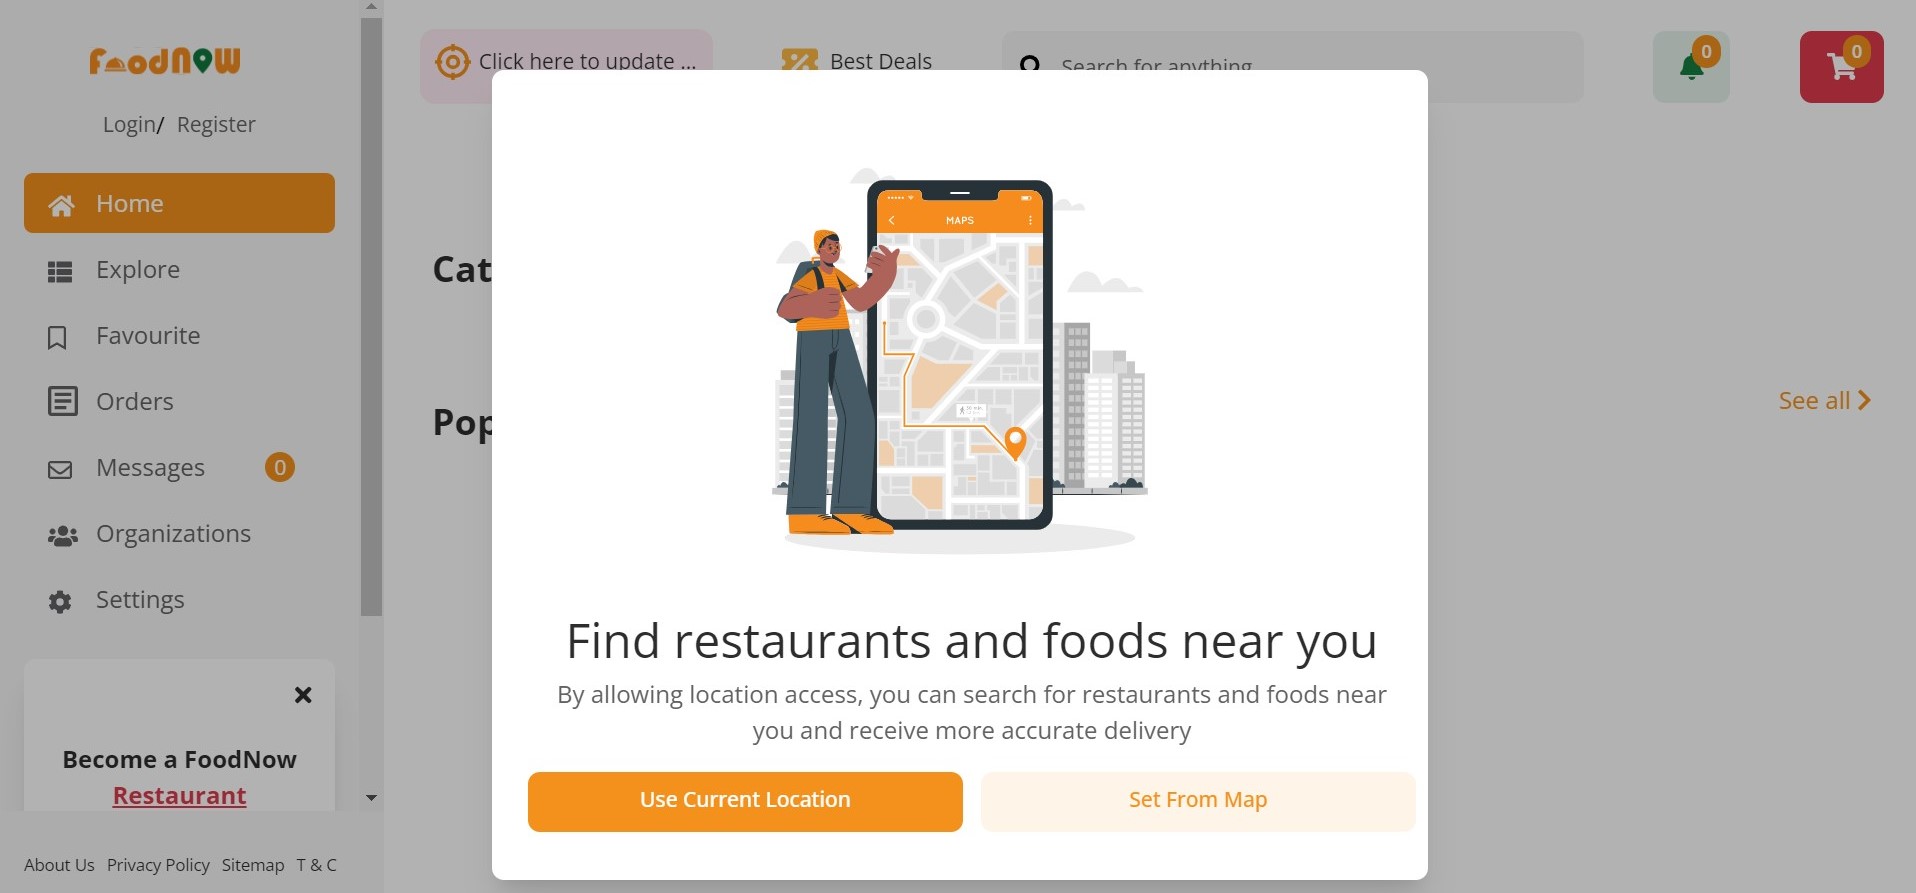 FoodNOW
Login/ Register
Home
Explore
Favourite
Orders
Messages 0
Organizations
Settings
Become a FoodNow
Restaurant
About Us Privacy Policy Sitemap T & C
Click here to update ...
Best Deals
Search for anything
0
0
Cat
Pop
See all
MAPS
Find restaurants and foods near you
By allowing location access, you can search for restaurants and foods near
you and receive more accurate delivery
Use Current Location
Set From Map